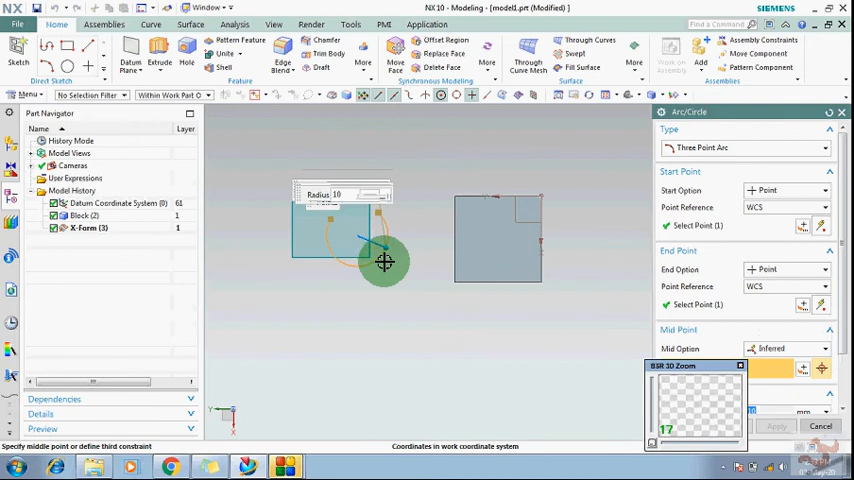 NX
Window
NX 10 - Modeling - [model1.prt (Modified) ]
SIEMENS
File
Home
Assemblies
Curve
Surface
Analysis
View
Render
Tools
PMI
Application
Find a Command
Sketch
Direct Sketch
Datum Plane
Extrude
Hole
Pattern Feature
Unite
Shell
Chamfer
Trim Body
Draft
Edge Blend
More
Feature
Move Face
Offset Region
Replace Face
Delete Face
More
Synchronous Modeling
Through Curve Mesh
Through Curves
Swept
Fill Surface
More
Surface
Work on Assembly
Add
Assembly Constraints
Move Component
Pattern Component
Assemblies
Menu
No Selection Filter
Within Work Part O
Part Navigator
Name
Layer
History Mode
Model Views
Cameras
User Expressions
Model History
Datum Coordinate System (0) 61
Block (2) 1
X-Form (3) 1
Dependencies
Details
Preview
Radius 10
Y
X
Arc/Circle
Type
Three Point Arc
Start Point
Start Option
Point
Point Reference
WCS
Select Point (1)
End Point
End Option
Point
Point Reference
WCS
Select Point (1)
Mid Point
Mid Option
Inferred
BSR 3D Zoom
17
mm
Apply
Cancel
Specify middle point or define third constraint
Coordinates in work coordinate system